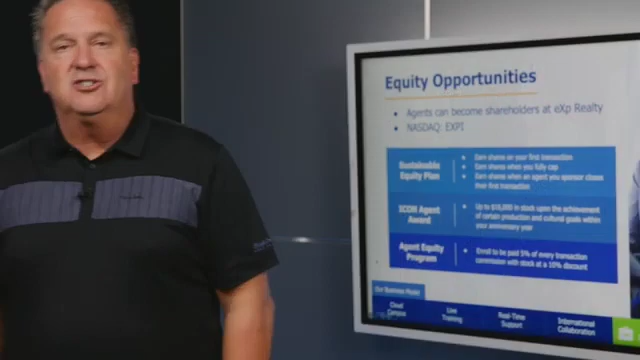 Equity Opportunities
• Agents can become shareholders at eXp Realty
• NASDAQ: EXPI
Sustainable
Equity Plan
• Earn shares on your first transaction
• Earn shares when you fully cap
• Earn shares when an agent you sponsor closes
their first transaction
ICON Agent
Award
• Up to $16,000 in stock upon the achievement
of certain production and cultural goals within
your anniversary year
Agent Equity
Program
• Enroll to be paid 5% of every transaction
commission with stock at a 10% discount
Our Business Model
Cloud
Campus
Live
Training
Real-Time
Support
International
Collaboration